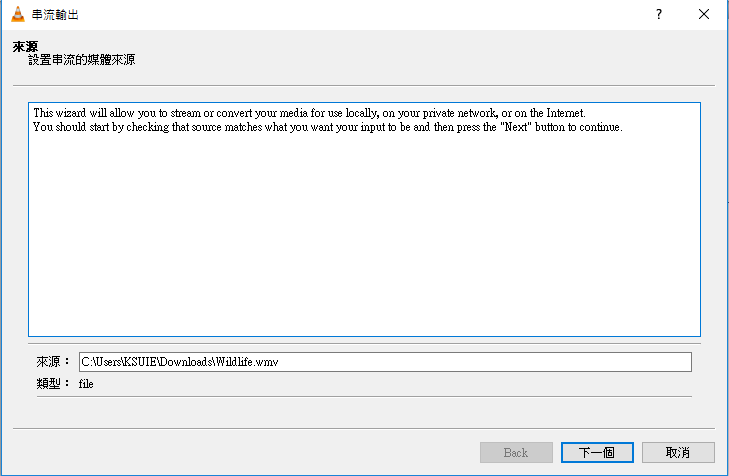 串流輸出
來源
設置串流的媒體來源
This wizard will allow you to stream or convert your media for use locally, on your private network, or on the Internet.
You should start by checking that source matches what you want your input to be and then press the "Next" button to continue.
來源： C:\Users\KSUIE\Downloads\Wildlife.wmv
類型： file
Back 下一個 取消